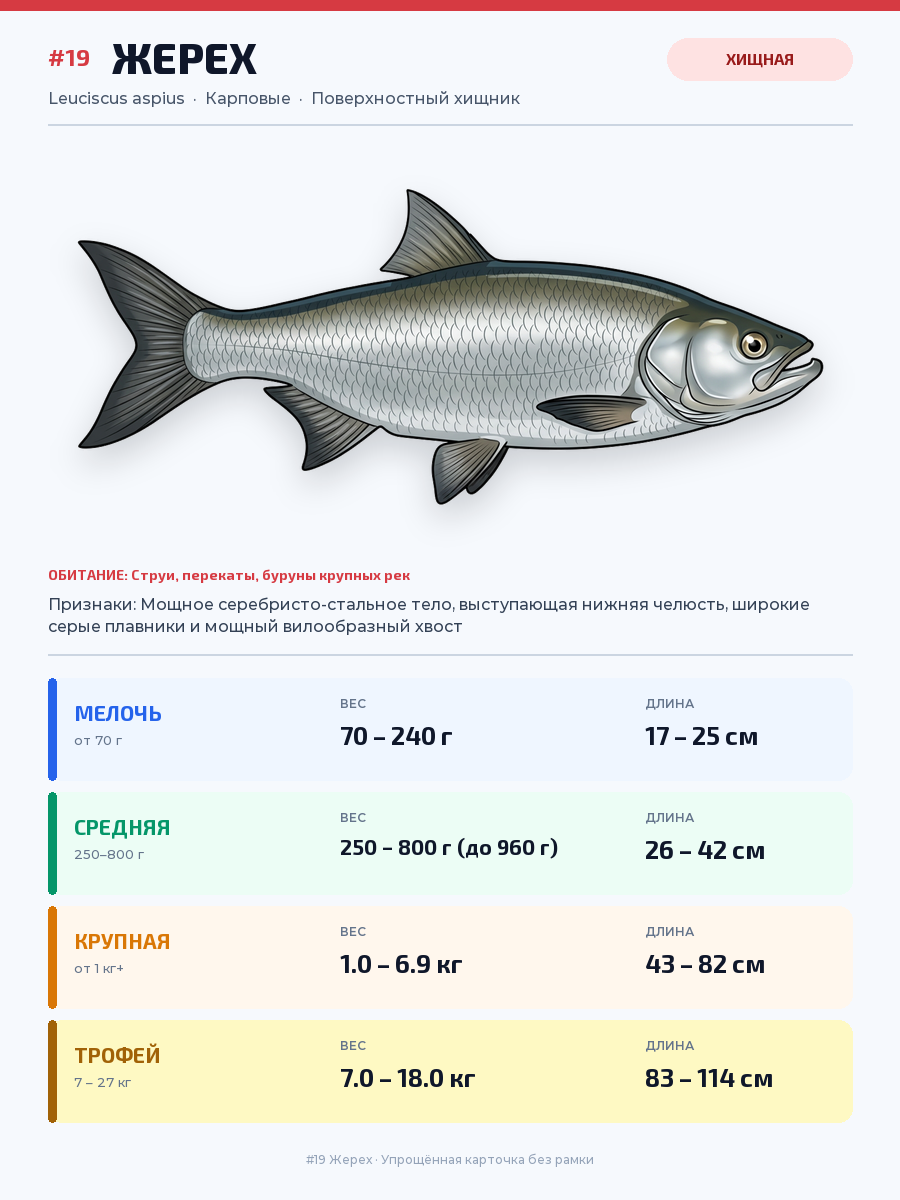 #19 ЖЕРЕХ
ХИЩНАЯ
Leuciscus aspius · Карповые · Поверхностный хищник
ОБИТАНИЕ: Струи, перекаты, буруны крупных рек
Признаки: Мощное серебристо-стальное тело, выступающая нижняя челюсть, широкие
серые плавники и мощный вилообразный хвост
МЕЛОЧЬ
от 70 г
ВЕС
70 – 240 г
ДЛИНА
17 – 25 см
СРЕДНЯЯ
250–800 г
ВЕС
250 – 800 г (до 960 г)
ДЛИНА
26 – 42 см
КРУПНАЯ
от 1 кг+
ВЕС
1.0 – 6.9 кг
ДЛИНА
43 – 82 см
ТРОФЕЙ
7 – 27 кг
ВЕС
7.0 – 18.0 кг
ДЛИНА
83 – 114 см
#19 Жерех · Упрощённая карточка без рамки